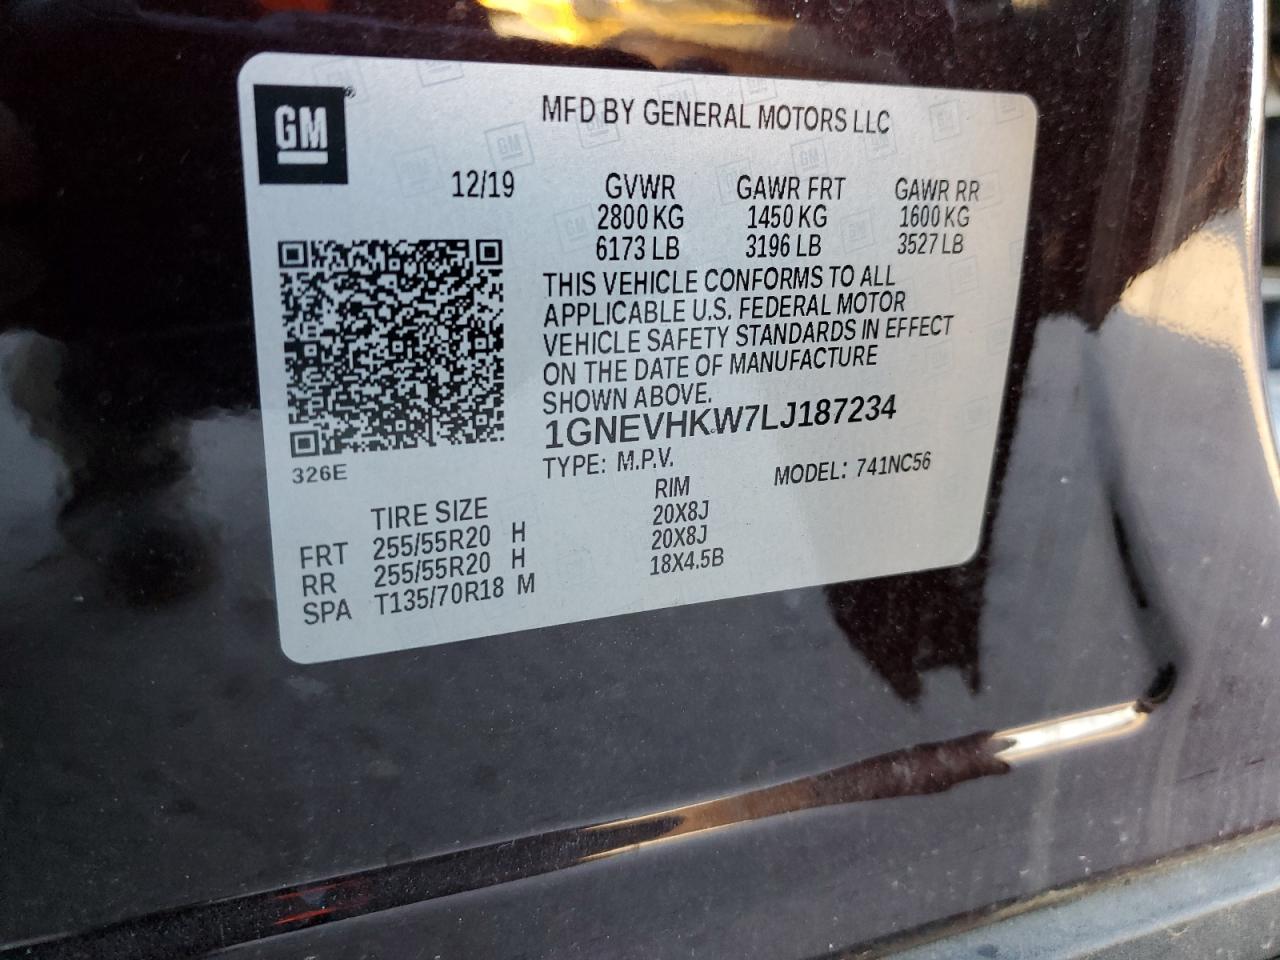 GM
MFD BY GENERAL MOTORS LLC
12/19 GVWR GAWR FRT GAWR RR
2800 KG 1450 KG 1600 KG
6173 LB 3196 LB 3527 LB
THIS VEHICLE CONFORMS TO ALL
APPLICABLE U.S. FEDERAL MOTOR
VEHICLE SAFETY STANDARDS IN EFFECT
ON THE DATE OF MANUFACTURE
SHOWN ABOVE.
1GNEVHKW7LJ187234
326E
TYPE: M.P.V. MODEL: 741NC56
TIRE SIZE RIM
FRT 255/55R20 H 20X8J
RR 255/55R20 H 20X8J
SPA T135/70R18 M 18X4.5B